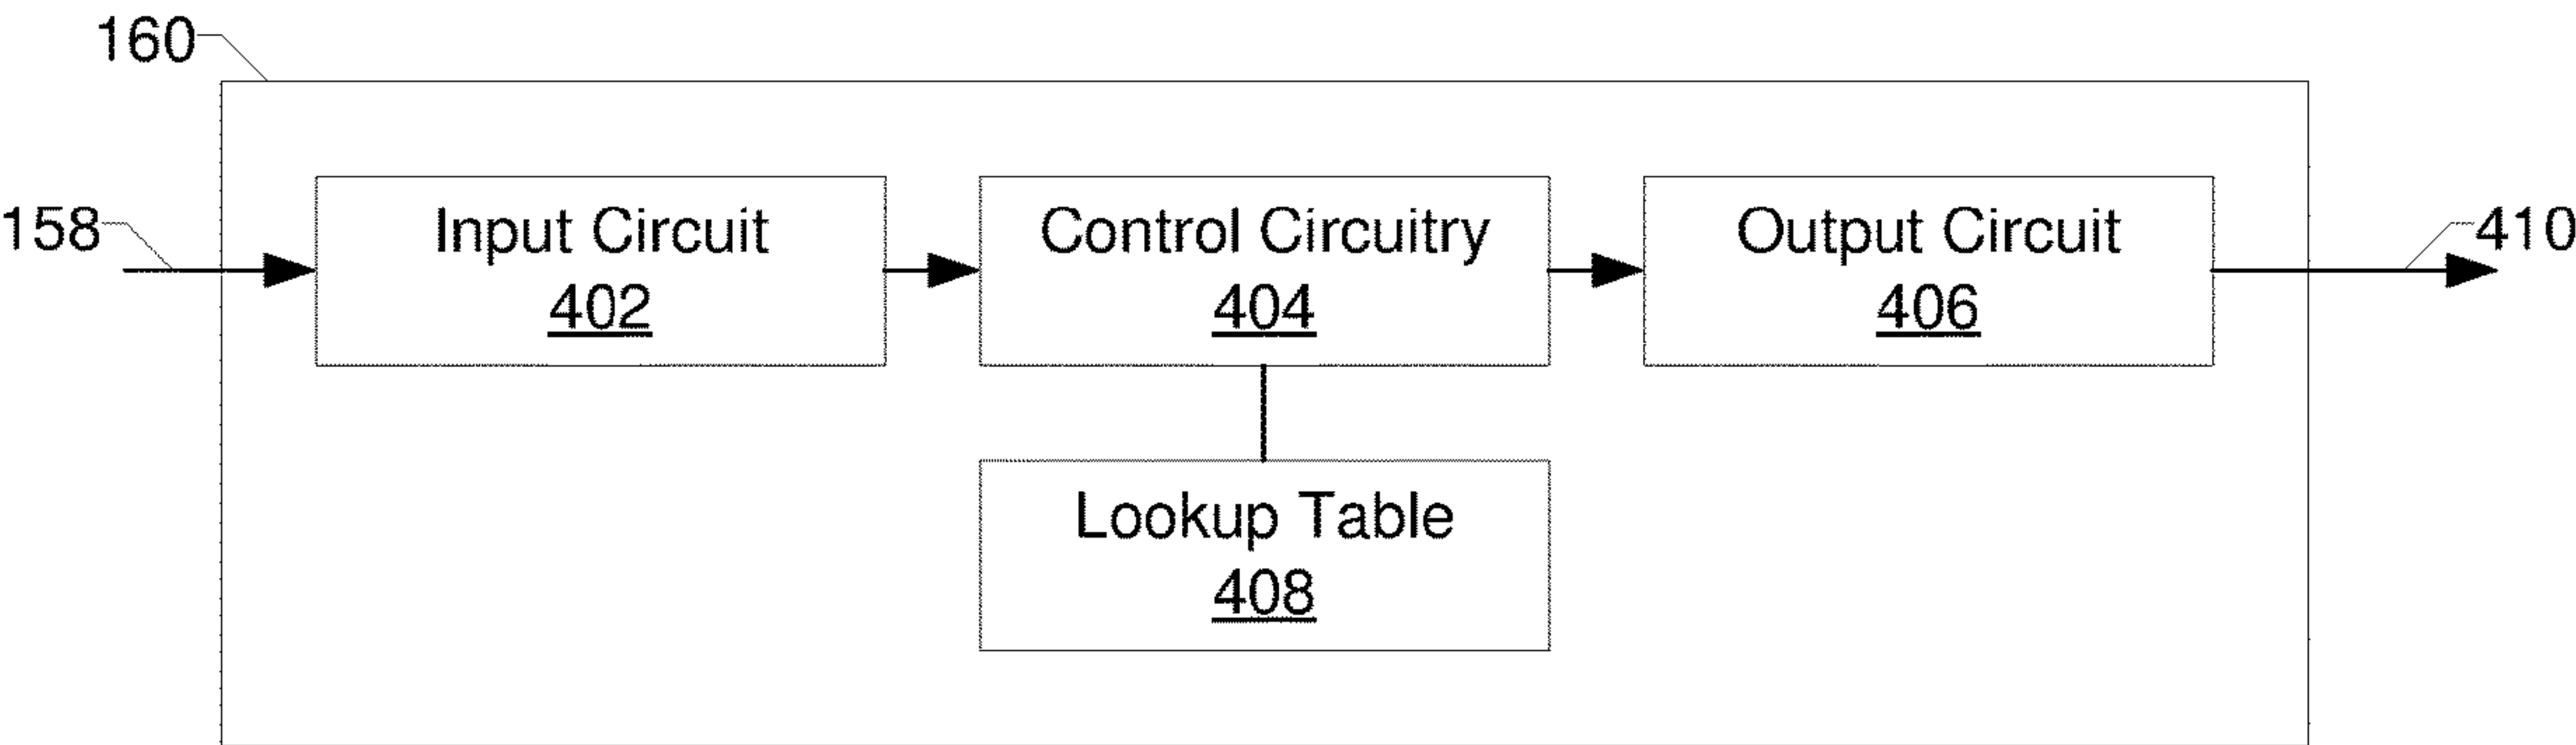 160
158
Input Circuit
402
Control Circuitry
404
Output Circuit
406
410
Lookup Table
408